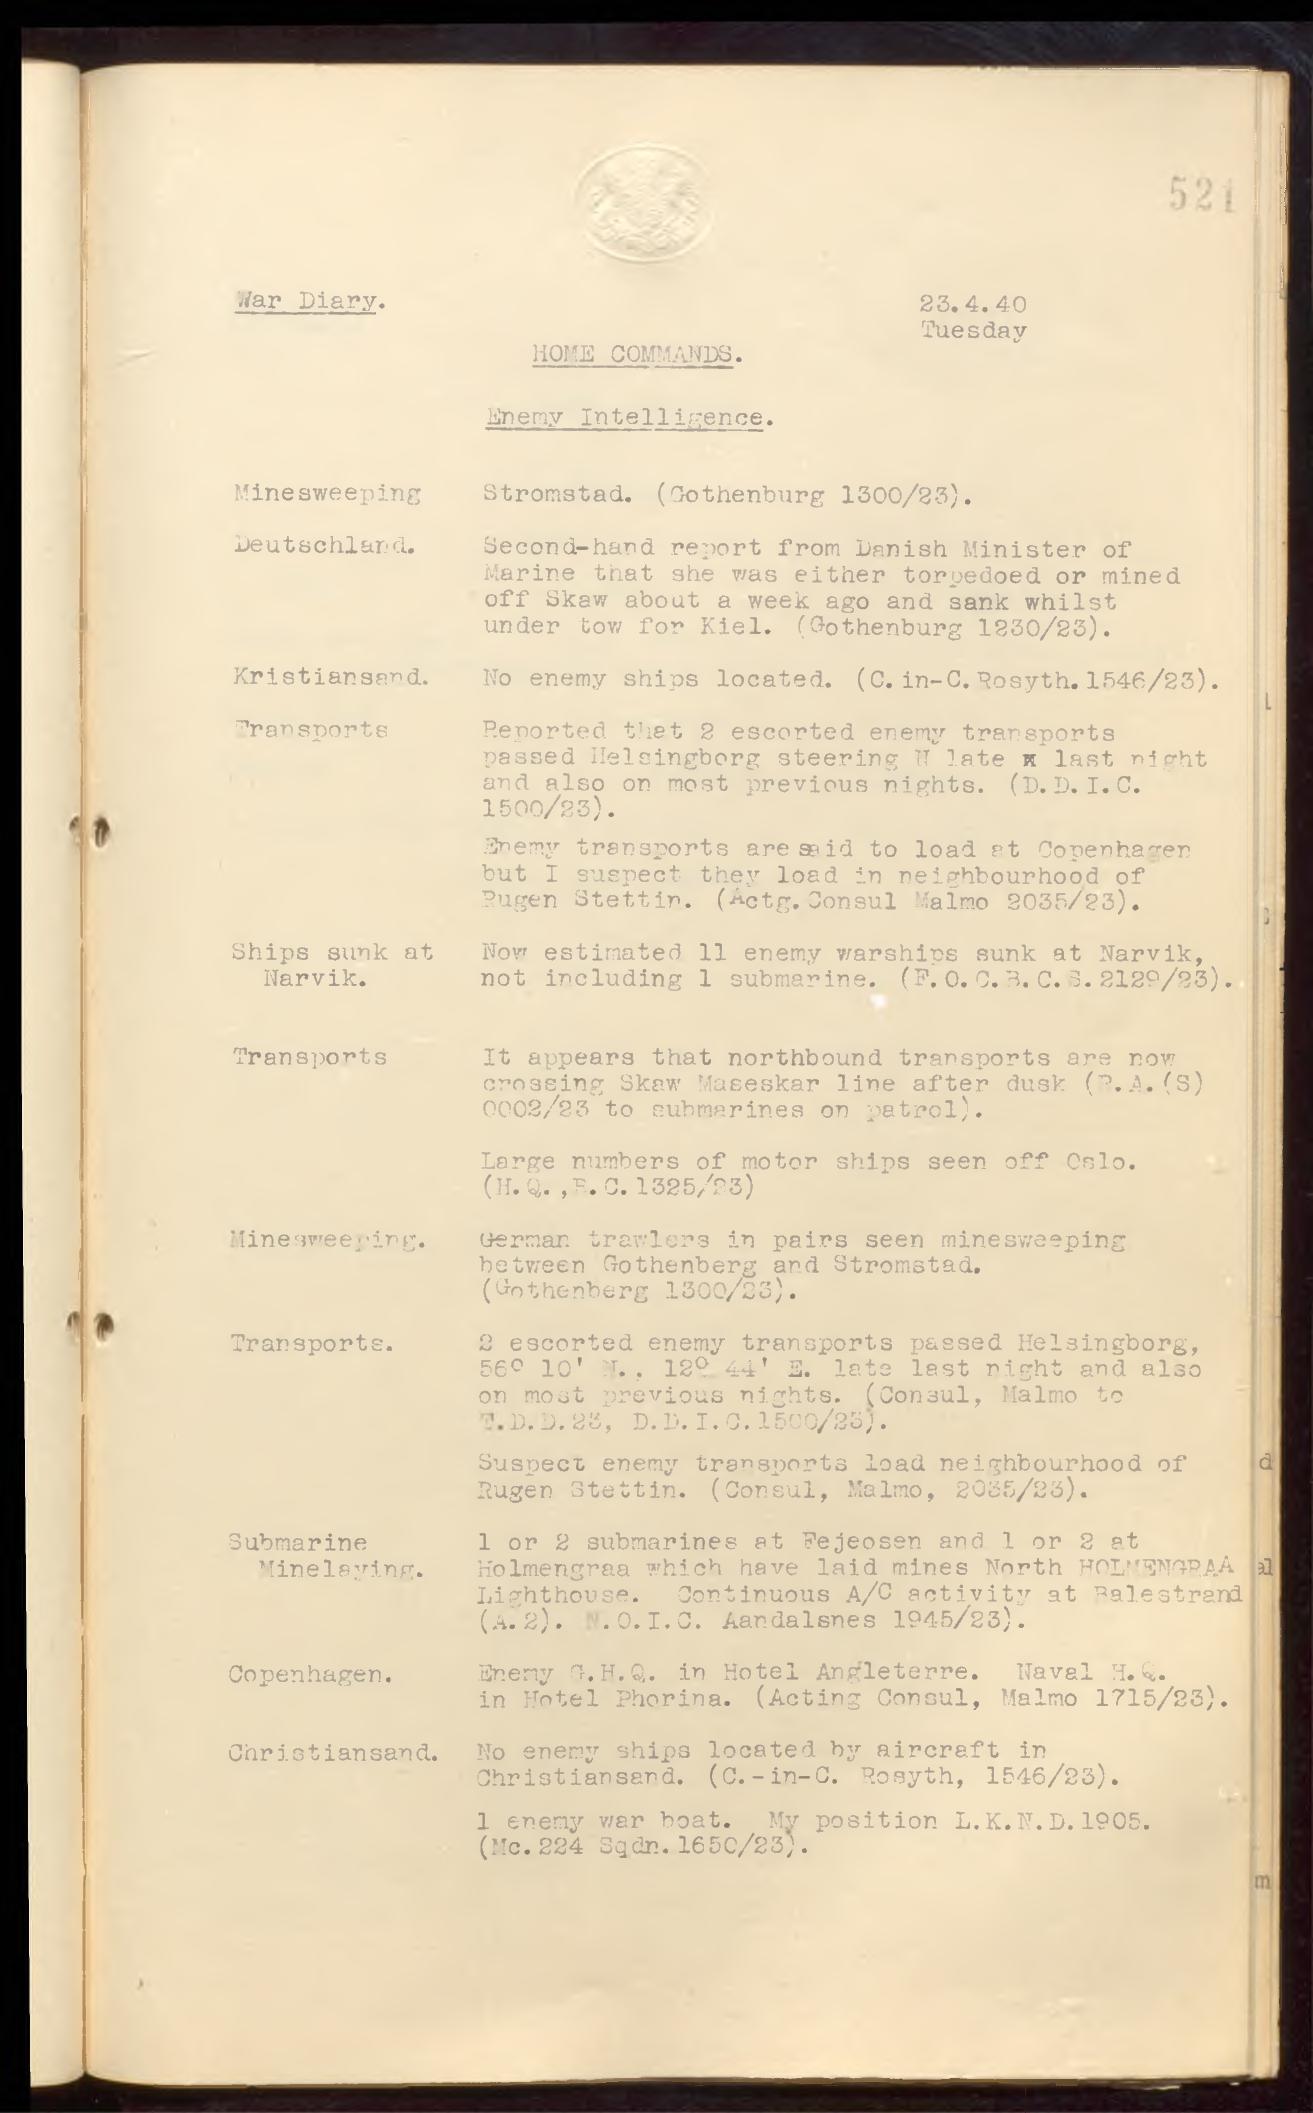 521
War Diary.
23.4.40
Tuesday
HOME COMMANDS.
Enemy Intelligence.
Minesweeping Stromstad. (Gothenburg 1300/23).
Deutschland. Second-hand report from Danish Minister of
Marine that she was either torpedoed or mined
off Skaw about a week ago and sank whilst
under tow for Kiel. (Gothenburg 1230/23).
Kristiansand. No enemy ships located. (C.in-C.Rosyth.1546/23).
Transports Reported that 2 escorted enemy transports
passed Helsingborg steering N late x last night
and also on most previous nights. (D.D.I.C.
1500/23).
Enemy transports are said to load at Copenhagen
but I suspect they load in neighbourhood of
Rugen Stettin. (Actg.Consul Malmo 2035/23).
Ships sunk at Now estimated 11 enemy warships sunk at Narvik,
Narvik. not including 1 submarine. (F.O.C.B.C.S.2129/23).
Transports It appears that northbound transports are now
crossing Skaw Maseskar line after dusk (R.A.(S)
0002/23 to submarines on patrol).
Large numbers of motor ships seen off Oslo.
(H.Q.,F.C.1325/23)
Minesweeping. German trawlers in pairs seen minesweeping
between Gothenberg and Stromstad.
(Gothenberg 1300/23).
Transports. 2 escorted enemy transports passed Helsingborg,
56º 10' N., 12º 44' E. late last night and also
on most previous nights. (Consul, Malmo to
T.D.D.23, D.D.I.C.1500/23).
Suspect enemy transports load neighbourhood of
Rugen Stettin. (Consul, Malmo, 2035/23).
Submarine 1 or 2 submarines at Fejeosen and 1 or 2 at
Minelaying. Holmengraa which have laid mines North HOLMENGRAA
Lighthouse. Continuous A/C activity at Balestrand
(A.2). N.O.I.C. Aandalsnes 1945/23).
Copenhagen. Enemy G.H.Q. in Hotel Angleterre. Naval H.Q.
in Hotel Phorina. (Acting Consul, Malmo 1715/23).
Christiansand. No enemy ships located by aircraft in
Christiansand. (C.-in-C. Rosyth, 1546/23).
1 enemy war boat. My position L.K.N.D.1905.
(Mc.224 Sqdn.1650/23).